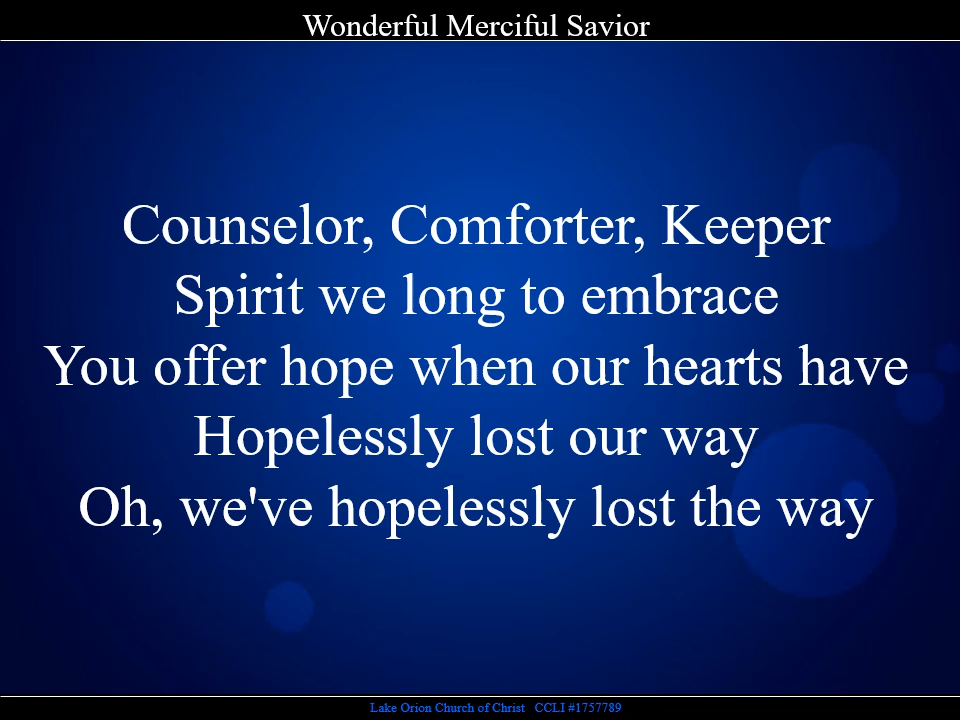 Wonderful Merciful Savior
Counselor, Comforter, Keeper
Spirit we long to embrace
You offer hope when our hearts have
Hopelessly lost our way
Oh, we've hopelessly lost the way
Lake Orion Church of Christ CCLI #1757789